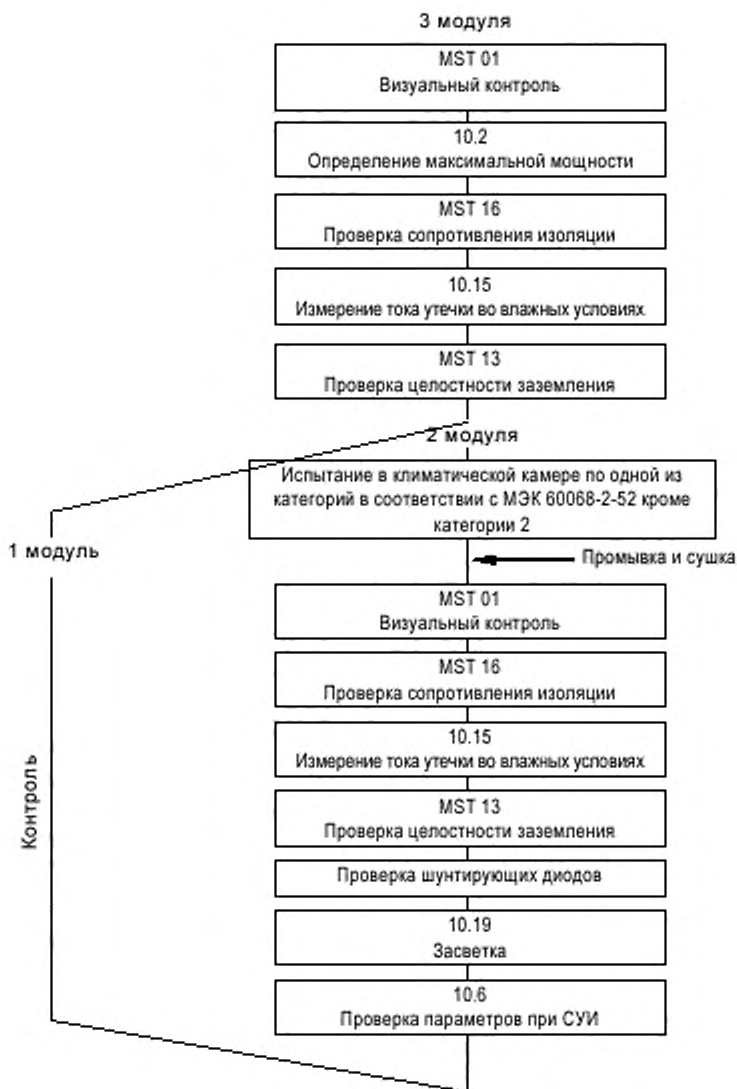 3 модуля
MST 01
Визуальный контроль
10.2
Определение максимальной мощности
MST 16
Проверка сопротивления изоляции
10.15
Измерение тока утечки во влажных условиях
MST 13
Проверка целостности заземления
2 модуля
Испытание в климатической камере по одной из
категорий в соответствии с МЭК 60068-2-52 кроме
категории 2
1 модуль
Промывка и сушка
MST 01
Визуальный контроль
MST 16
Проверка сопротивления изоляции
10.15
Измерение тока утечки во влажных условиях
MST 13
Проверка целостности заземления
Контроль
Проверка шунтирующих диодов
10.19
Засветка
10.6
Проверка параметров при СУИ